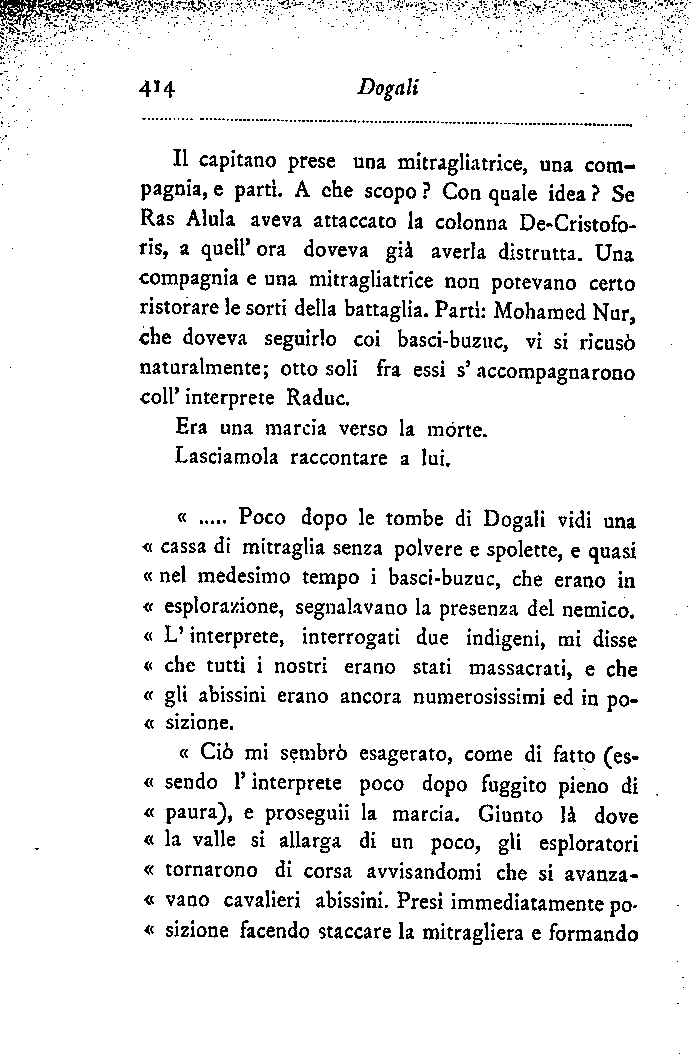 414 Dogali
Il capitano prese una mitragliatrice, una com-
pagnia, e partì. A che scopo? Con quale idea? Se
Ras Alula aveva attaccato la colonna De-Cristofo-
ris, a quell' ora doveva già averla distrutta. Una
compagnia e una mitragliatrice non potevano certo
ristorare le sorti della battaglia. Partì: Mohamed Nur,
che doveva seguirlo coi basci-buzuc, vi si ricusò
naturalmente; otto soli fra essi s' accompagnarono
coll' interprete Raduc.
Era una marcia verso la morte.
Lasciamola raccontare a lui.
« ..... Poco dopo le tombe di Dogali vidi una
« cassa di mitraglia senza polvere e spolette, e quasi
« nel medesimo tempo i basci-buzuc, che erano in
« esplorazione, segnalavano la presenza del nemico.
« L' interprete, interrogati due indigeni, mi disse
« che tutti i nostri erano stati massacrati, e che
« gli abissini erano ancora numerosissimi ed in po-
« sizione.
« Ciò mi sembrò esagerato, come di fatto (es-
« sendo l' interprete poco dopo fuggito pieno di
« paura), e proseguii la marcia. Giunto là dove
« la valle si allarga di un poco, gli esploratori
« tornarono di corsa avvisandomi che si avanza-
« vano cavalieri abissini. Presi immediatamente po-
« sizione facendo staccare la mitragliera e formando